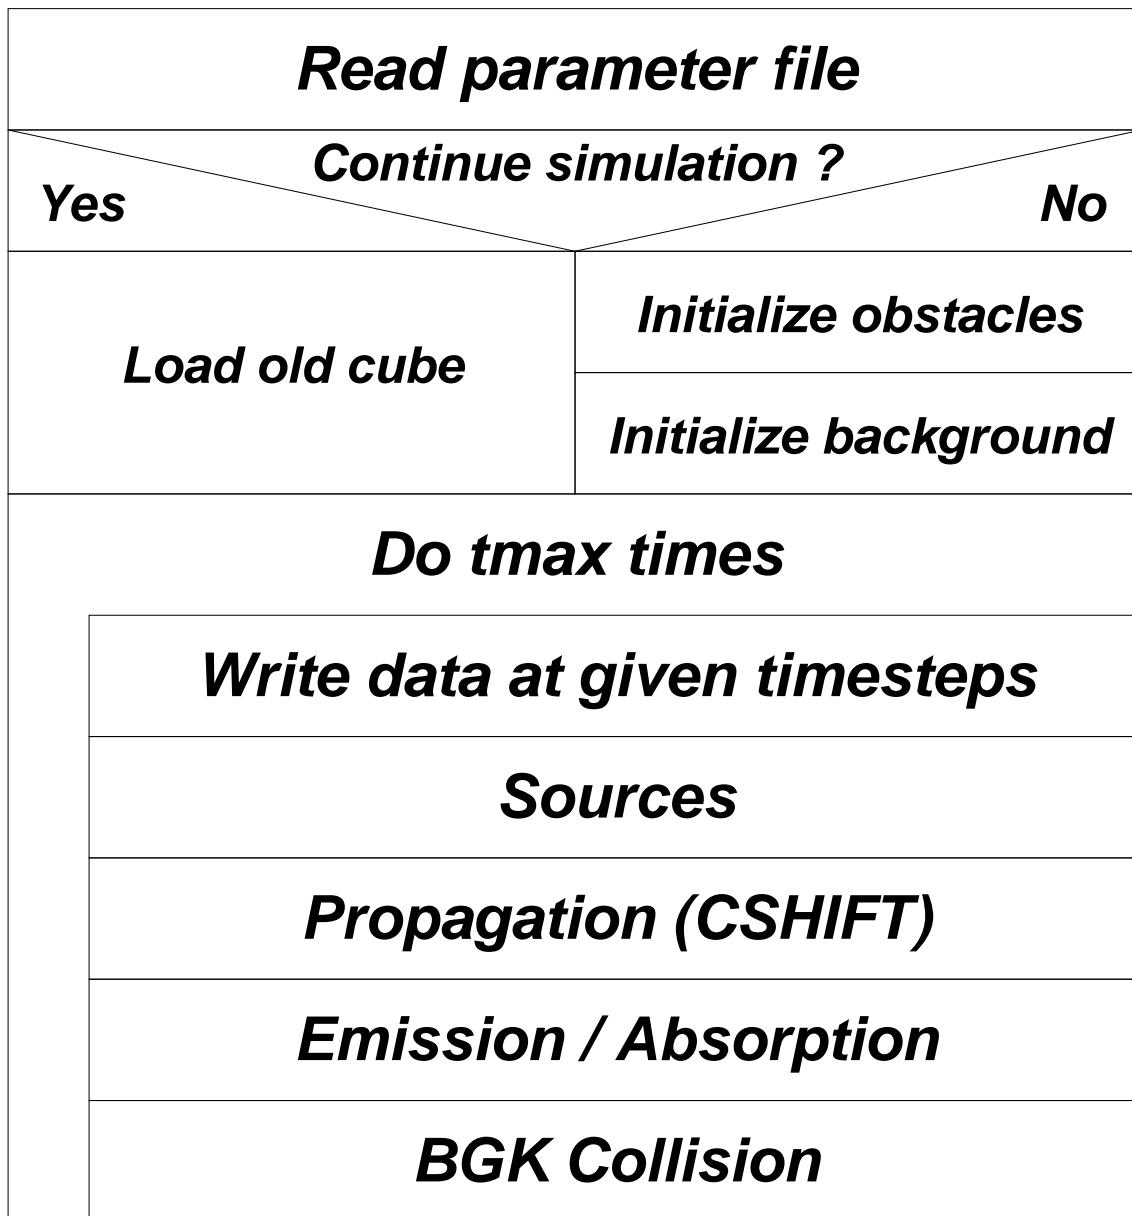 Read parameter file
Continue simulation ?
Yes
No
Load old cube
Initialize obstacles
Initialize background
Do tmax times
Write data at given timesteps
Sources
Propagation (CSHIFT)
Emission / Absorption
BGK Collision